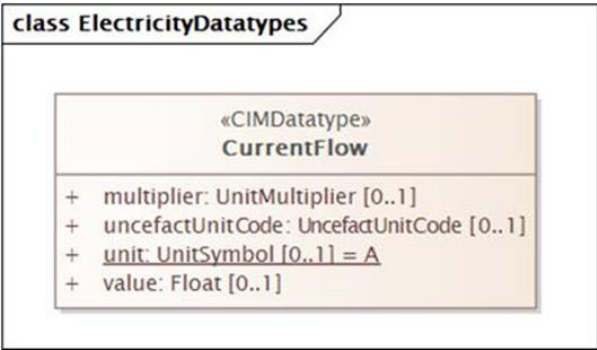 class ElectricityDatatypes
«CIMDatatype»
CurrentFlow
+ multiplier: UnitMultiplier [0..1]
+ uncefactUnitCode: UncefactUnitCode [0..1]
+ unit: UnitSymbol [0..1] = A
+ value: Float [0..1]